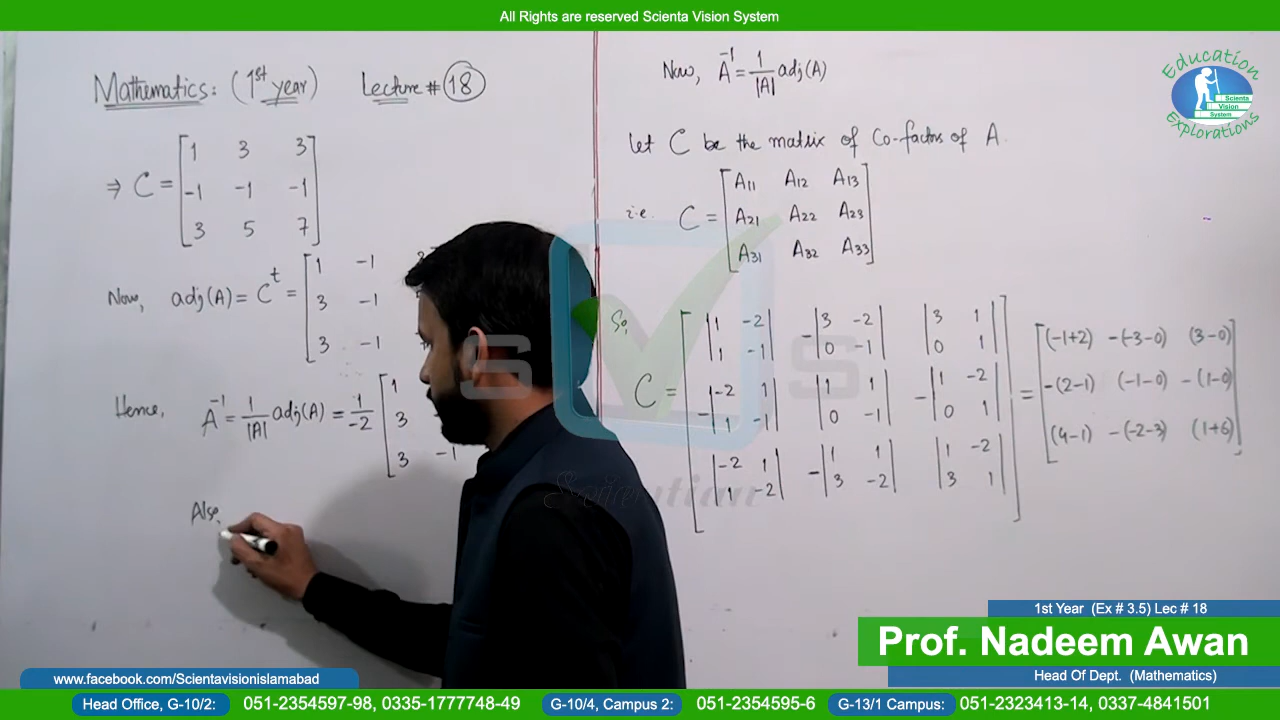 All Rights are reserved Scienta Vision System
Mathematics: (1st year) Lecture # 18
⇒ C = [1 3 3
-1 -1 -1
3 5 7]
Now, adj(A) = C^t = [1 -1
3 -1
3 -1
Hence, A^-1 = 1/|A| adj(A) = 1/-2 [1
3
3 -1
Also,
Now, A^-1 = 1/|A| adj(A)
Let C be the matrix of Co-factors of A.
i.e. C = [A11 A12 A13
A21 A22 A23
A31 A32 A33]
So,
C = [|1 -2; 1 -1| -|3 -2; 0 -1| |3 1; 0 1|
-|-2 1; 1 -1| |1 1; 0 -1| -|1 -2; 0 1|
|-2 1; 1 -2| -|1 1; 3 -2| |1 -2; 3 1|]
= [(-1+2) -(-3-0) (3-0)
-(2-1) (-1-0) -(1-0)
(4-1) -(-2-3) (1+6)]
Education
Scienta
Vision
System
Explorations
S V S
Scientian
1st Year (Ex # 3.5) Lec # 18
Prof. Nadeem Awan
Head Of Dept. (Mathematics)
www.facebook.com/Scientavisionislamabad
Head Office, G-10/2: 051-2354597-98, 0335-1777748-49 G-10/4, Campus 2: 051-2354595-6 G-13/1 Campus: 051-2323413-14, 0337-4841501